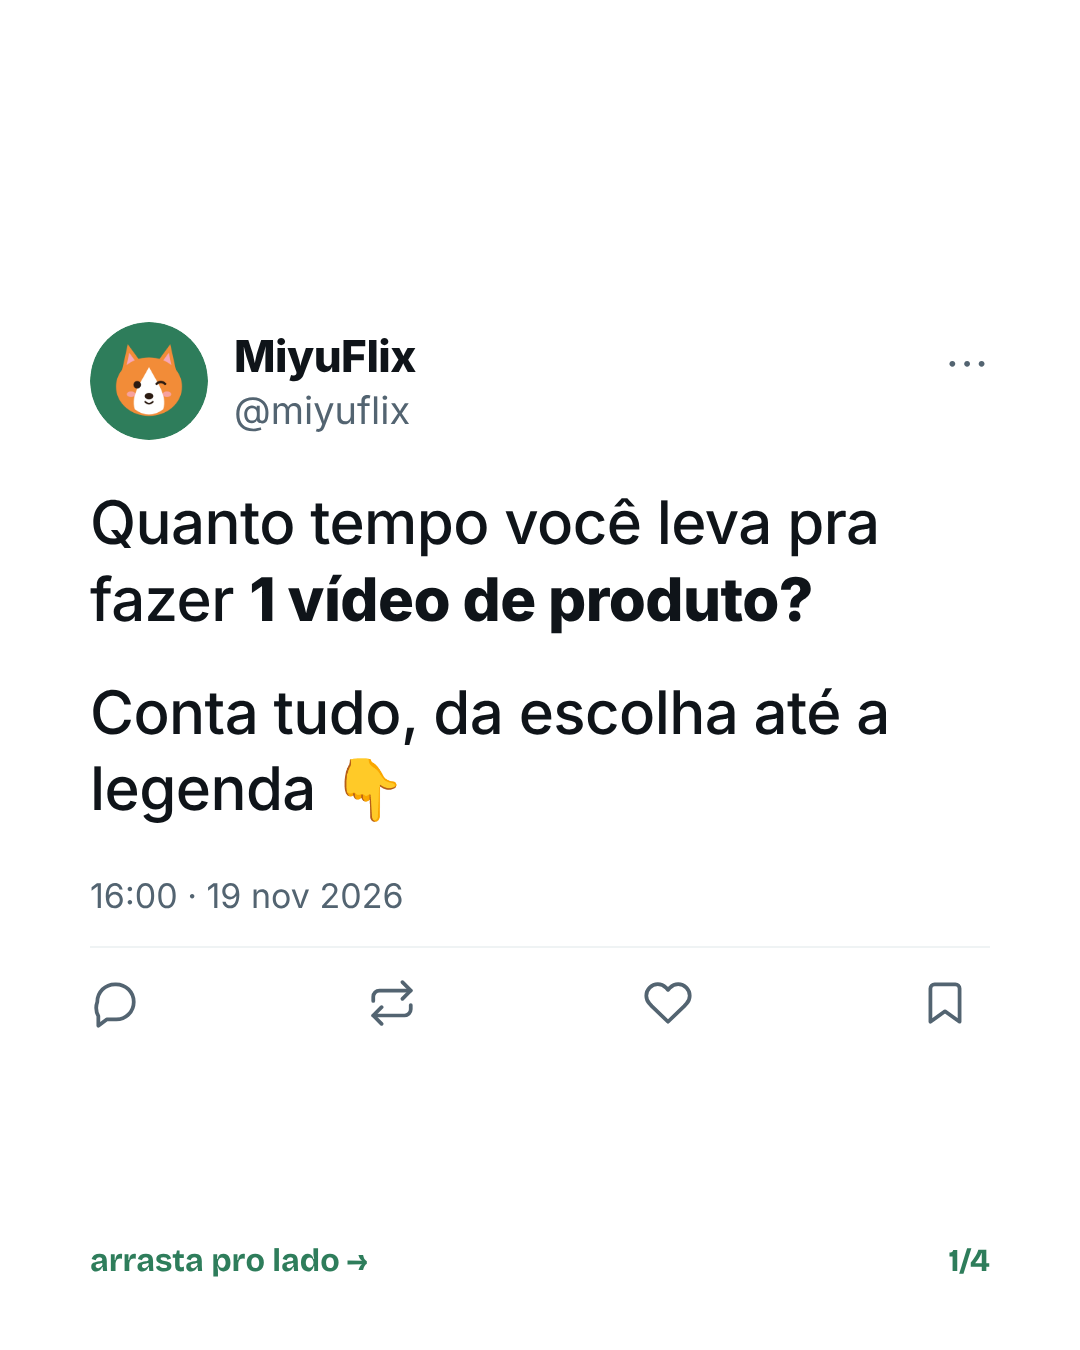 MiyuFlix
@miyuflix
Quanto tempo você leva pra
fazer 1 vídeo de produto?
Conta tudo, da escolha até a
legenda 👇
16:00 · 19 nov 2026
arrasta pro lado →
1/4